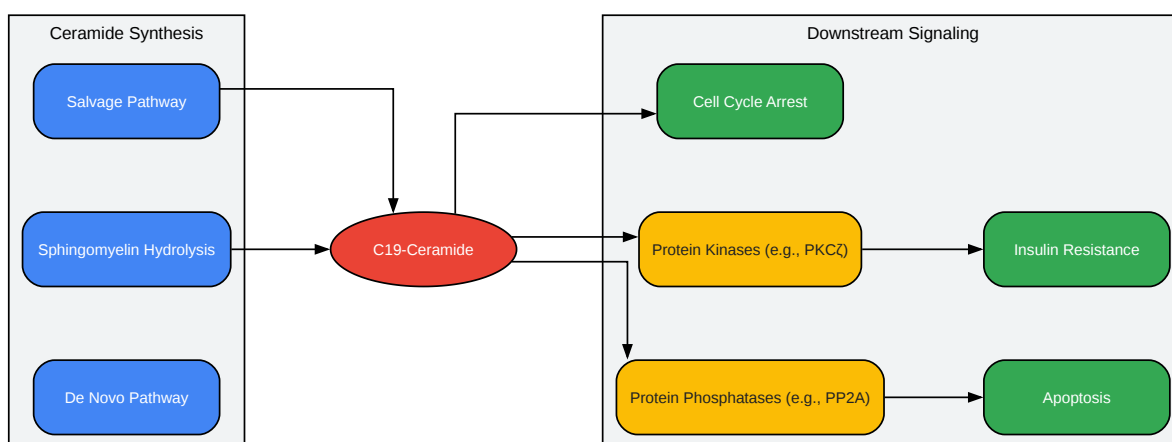 Ceramide Synthesis
Downstream Signaling
Salvage Pathway
Cell Cycle Arrest
Sphingomyelin Hydrolysis
C19-Ceramide
Protein Kinases (e.g., PKCζ)
Insulin Resistance
De Novo Pathway
Protein Phosphatases (e.g., PP2A)
Apoptosis